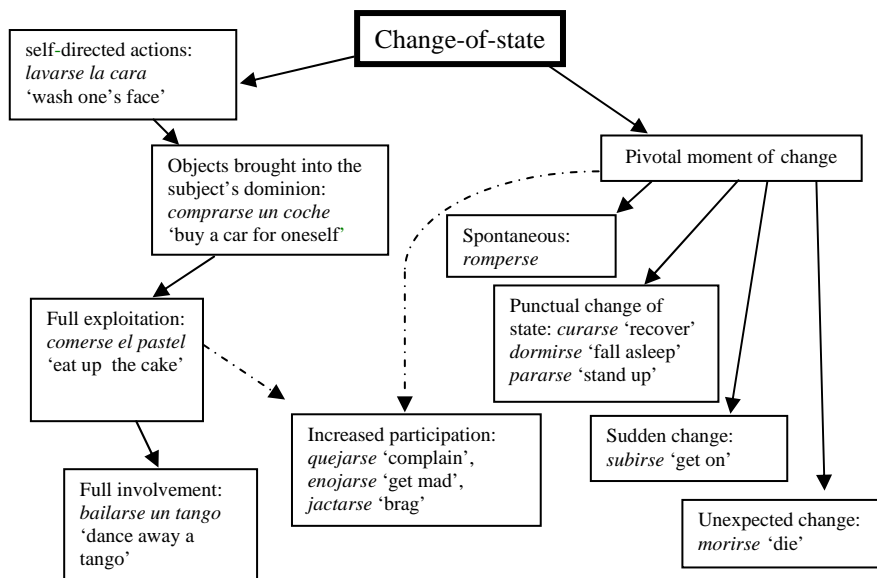 Change-of-state
self-directed actions:
lavarse la cara
‘wash one’s face’
Objects brought into the
subject’s dominion:
comprarse un coche
‘buy a car for oneself’
Pivotal moment of change
Spontaneous:
romperse
Punctual change of
state: curarse ‘recover’
dormirse ‘fall asleep’
pararse ‘stand up’
Full exploitation:
comerse el pastel
‘eat up the cake’
Increased participation:
quejarse ‘complain’,
enojarse ‘get mad’,
jactarse ‘brag’
Sudden change:
subirse ‘get on’
Full involvement:
bailarse un tango
‘dance away a
tango’
Unexpected change:
morirse ‘die’